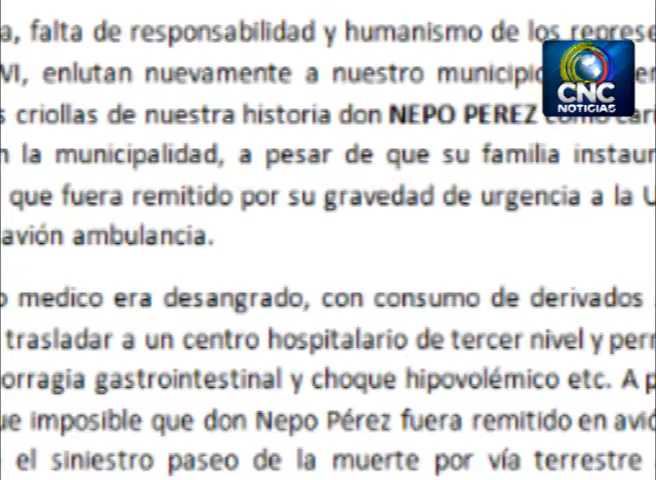 a, falta de responsabilidad y humanismo de los
VI, enlutan nuevamente a nuestro municipio
s criollas de nuestra historia don NEPO PEREZ
n la municipalidad, a pesar de que su familia instaur
que fuera remitido por su gravedad de urgencia a la U
avión ambulancia.
o medico era desangrado, con consumo de derivados
trasladar a un centro hospitalario de tercer nivel y perm
orragia gastrointestinal y choque hipovolémico etc. A p
ue imposible que don Nepo Pérez fuera remitido en avió
el siniestro paseo de la muerte por vía terrestre
CNC
NOTICIAS